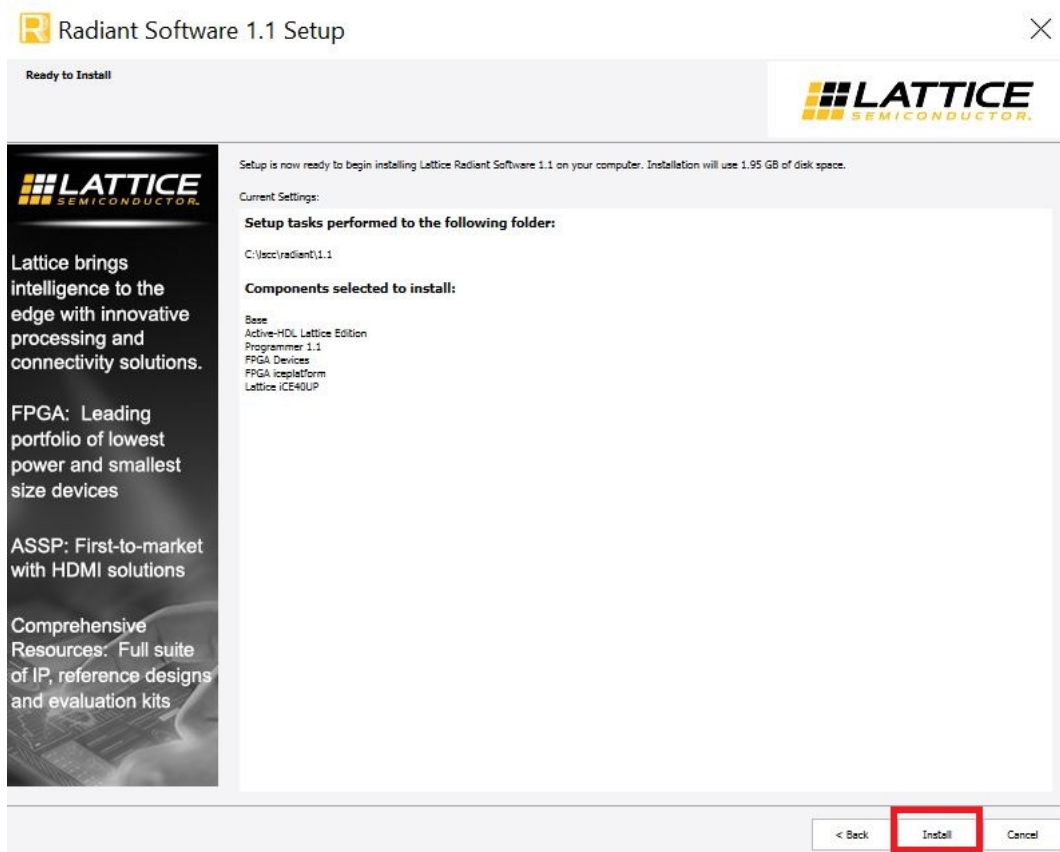 Radiant Software 1.1 Setup
Ready to Install
LATTICE
SEMICONDUCTOR.
LATTICE
SEMICONDUCTOR.
Lattice brings
intelligence to the
edge with innovative
processing and
connectivity solutions.
FPGA: Leading
portfolio of lowest
power and smallest
size devices
ASSP: First-to-market
with HDMI solutions
Comprehensive
Resources: Full suite
of IP, reference designs
and evaluation kits
Setup is now ready to begin installing Lattice Radiant Software 1.1 on your computer. Installation will use 1.95 GB of disk space.
Current Settings:
Setup tasks performed to the following folder:
C:\lscc\radiant\1.1
Components selected to install:
Base
Active-HDL Lattice Edition
Programmer 1.1
FPGA Devices
FPGA iceplatform
Lattice iCE40UP
< Back Install Cancel